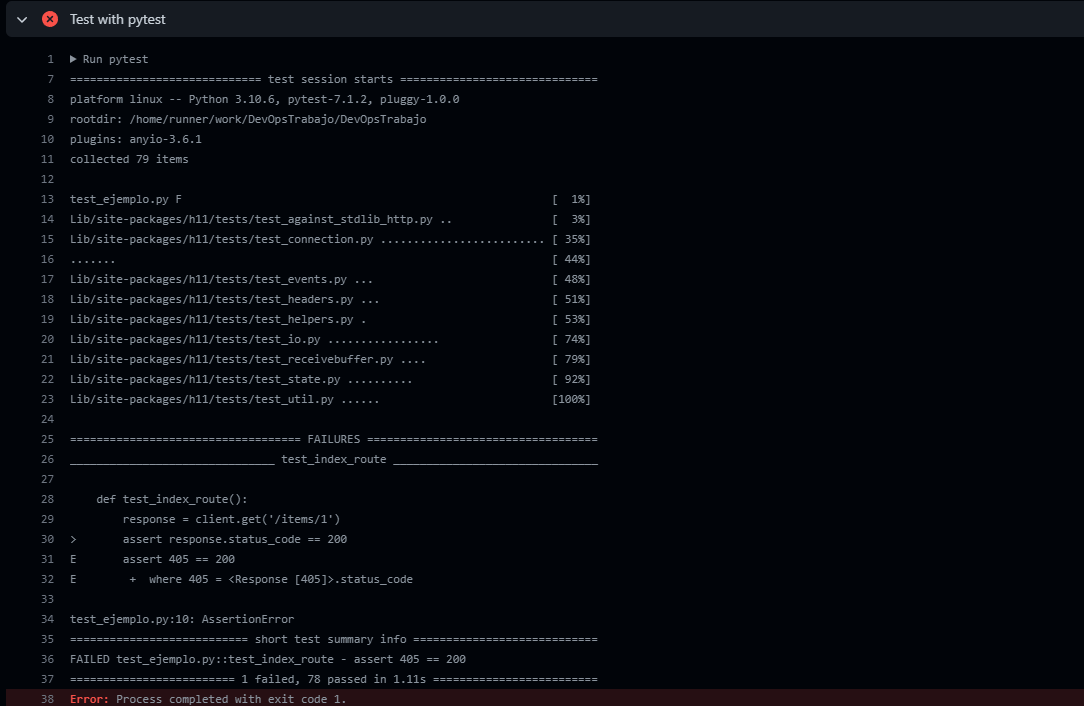 Test with pytest
1 ▶ Run pytest
7 ============================= test session starts ==============================
8 platform linux -- Python 3.10.6, pytest-7.1.2, pluggy-1.0.0
9 rootdir: /home/runner/work/DevOpsTrabajo/DevOpsTrabajo
10 plugins: anyio-3.6.1
11 collected 79 items
12
13 test_ejemplo.py F [  1%]
14 Lib/site-packages/h11/tests/test_against_stdlib_http.py .. [  3%]
15 Lib/site-packages/h11/tests/test_connection.py ......................... [ 35%]
16 ....... [ 44%]
17 Lib/site-packages/h11/tests/test_events.py ... [ 48%]
18 Lib/site-packages/h11/tests/test_headers.py ... [ 51%]
19 Lib/site-packages/h11/tests/test_helpers.py . [ 53%]
20 Lib/site-packages/h11/tests/test_io.py ................. [ 74%]
21 Lib/site-packages/h11/tests/test_receivebuffer.py .... [ 79%]
22 Lib/site-packages/h11/tests/test_state.py .......... [ 92%]
23 Lib/site-packages/h11/tests/test_util.py ...... [100%]
24
25 =================================== FAILURES ===================================
26 _______________________________ test_index_route _______________________________
27
28     def test_index_route():
29         response = client.get('/items/1')
30 >       assert response.status_code == 200
31 E       assert 405 == 200
32 E        +  where 405 = <Response [405]>.status_code
33
34 test_ejemplo.py:10: AssertionError
35 =========================== short test summary info ============================
36 FAILED test_ejemplo.py::test_index_route - assert 405 == 200
37 ========================= 1 failed, 78 passed in 1.11s =========================
38 Error: Process completed with exit code 1.